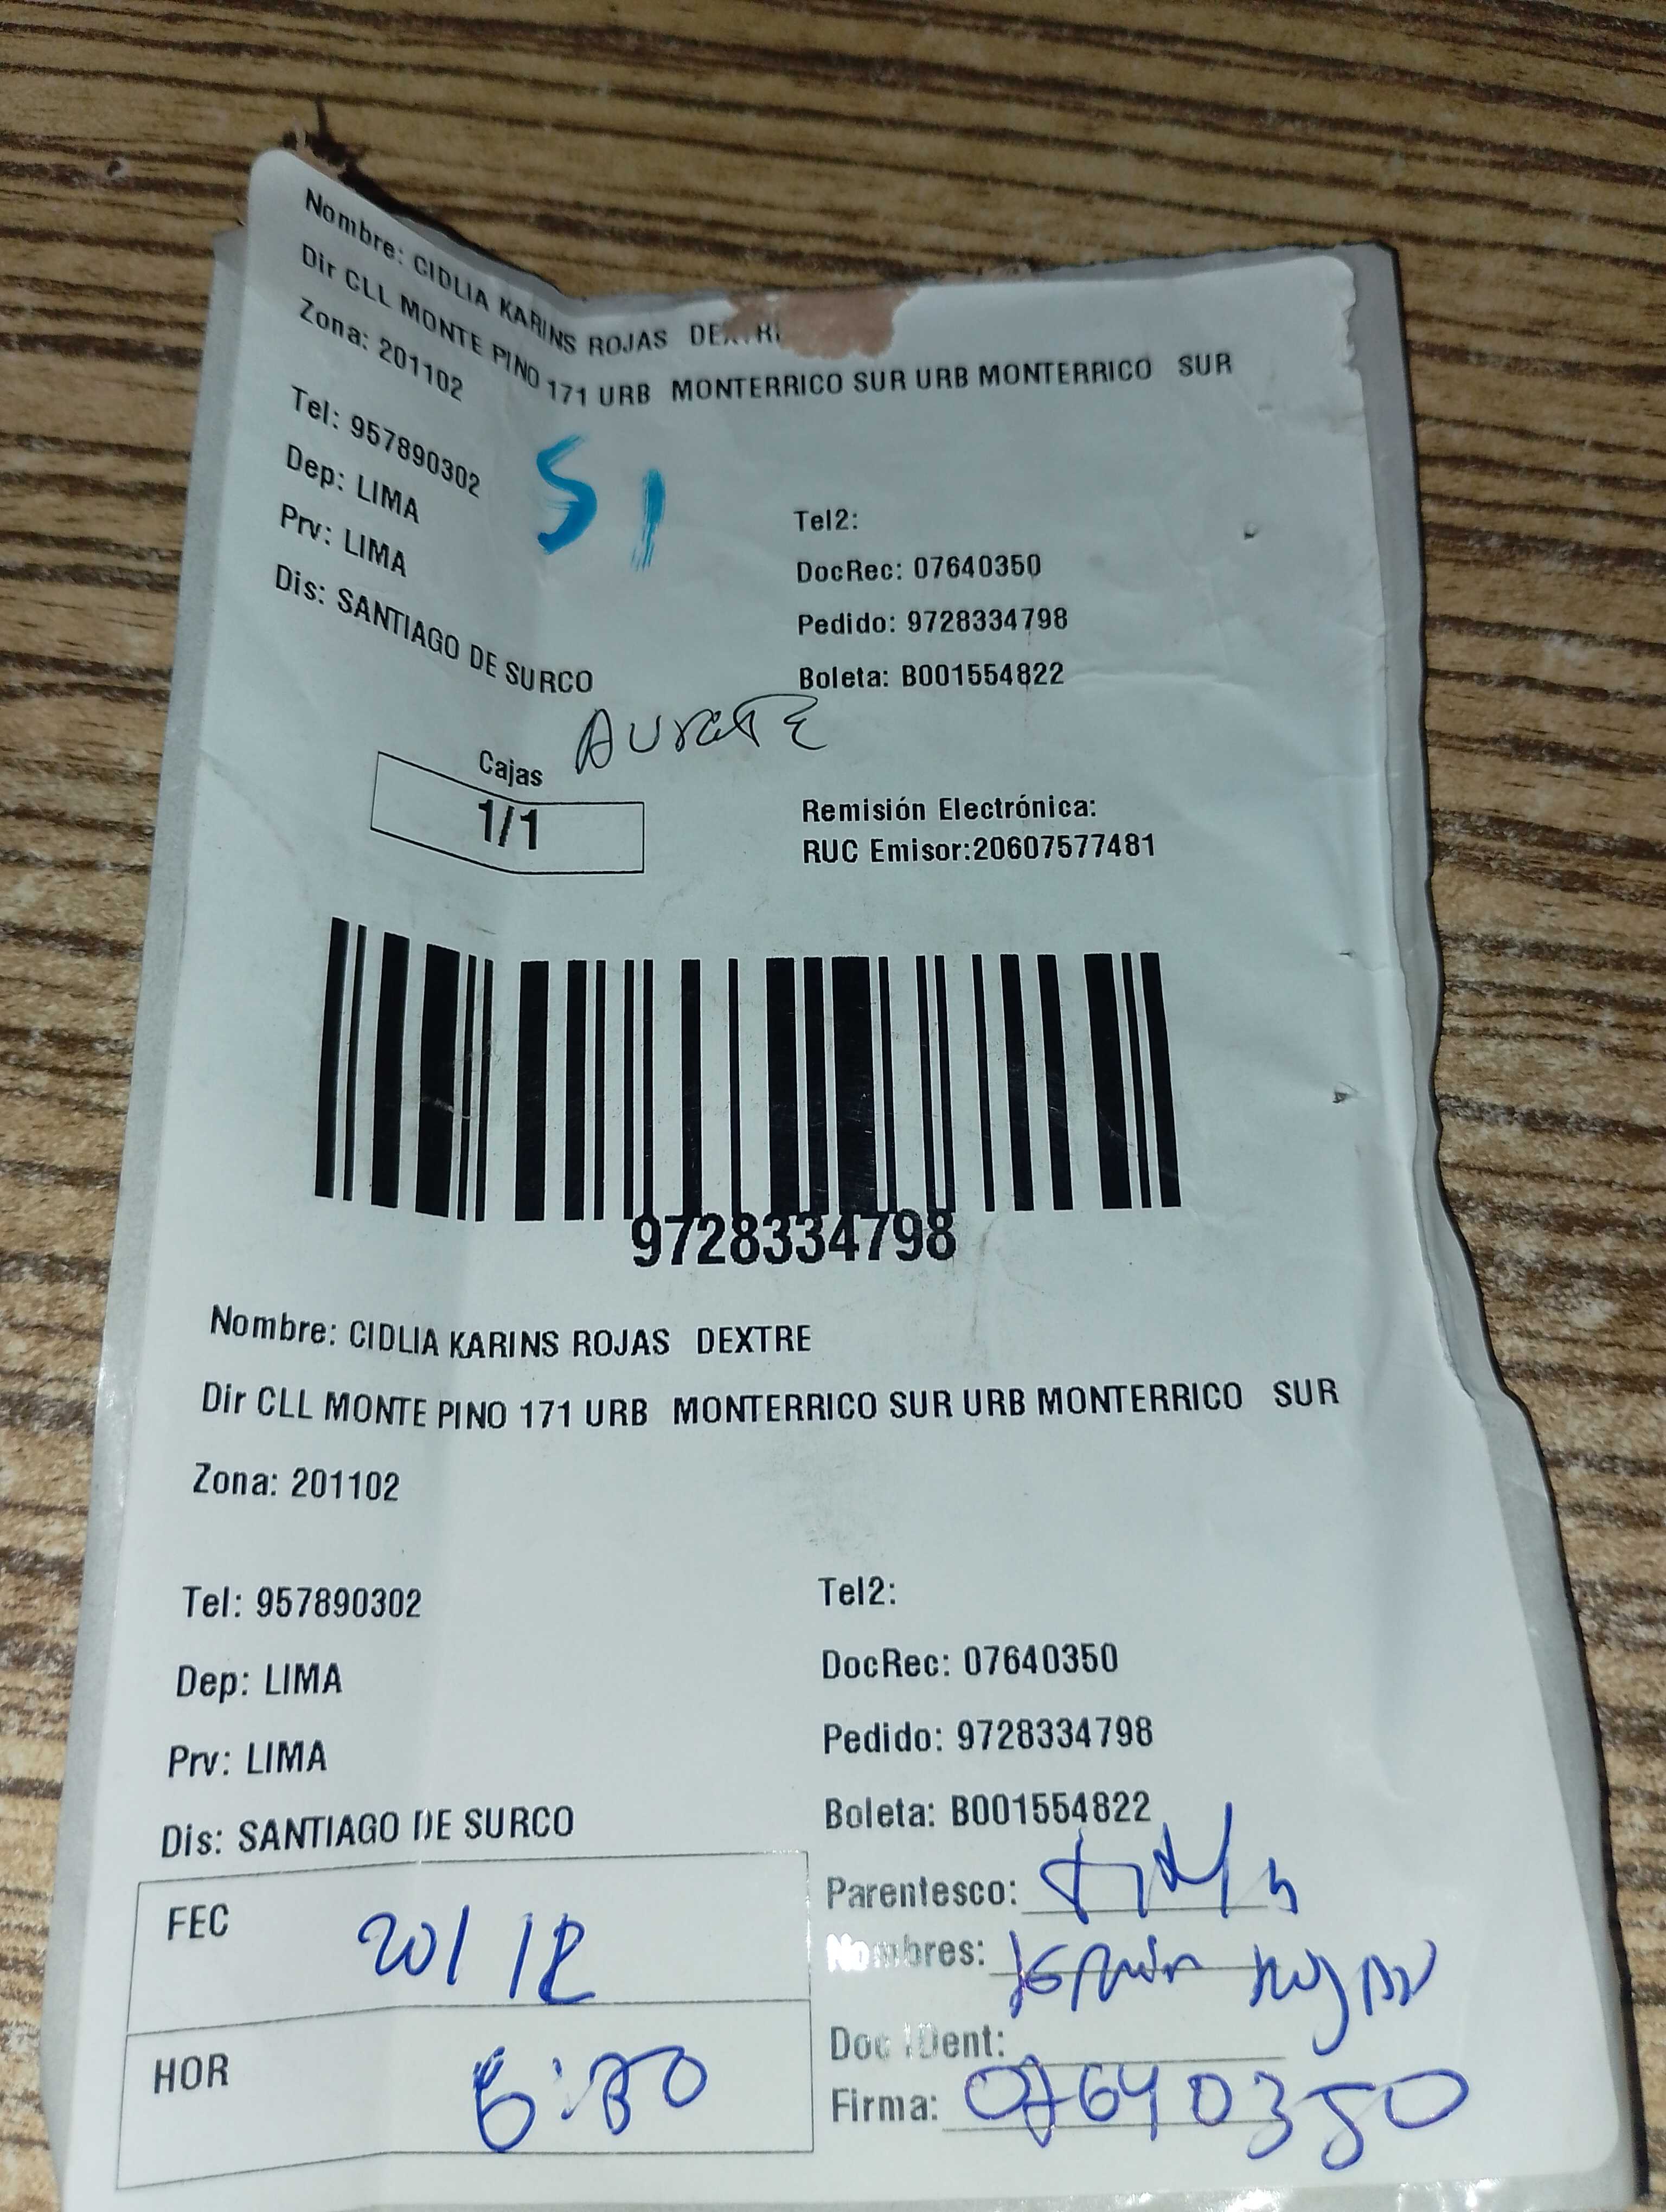 Nombre: CIDLIA KARINS ROJAS
Dir CLL MONTE PINO 171 URB MONTERRICO SUR URB MONTERRICO SUR
Zona: 201102
Tel: 957890302
S1
Dep: LIMA
Tel2:
Prv: LIMA
DocRec: 07640350
Pedido: 9728334798
Dis: SANTIAGO DE SURCO
Boleta: B001554822
Cajas
1/1
Remisión Electrónica:
RUC Emisor:20607577481
9728334798
Nombre: CIDLIA KARINS ROJAS DEXTRE
Dir CLL MONTE PINO 171 URB MONTERRICO SUR URB MONTERRICO SUR
Zona: 201102
Tel: 957890302
Tel2:
Dep: LIMA
DocRec: 07640350
Prv: LIMA
Pedido: 9728334798
Dis: SANTIAGO DE SURCO
Boleta: B001554822
FEC 20/12
Parentesco:
Nombres:
HOR
Doc IDent:
Firma: 07640350